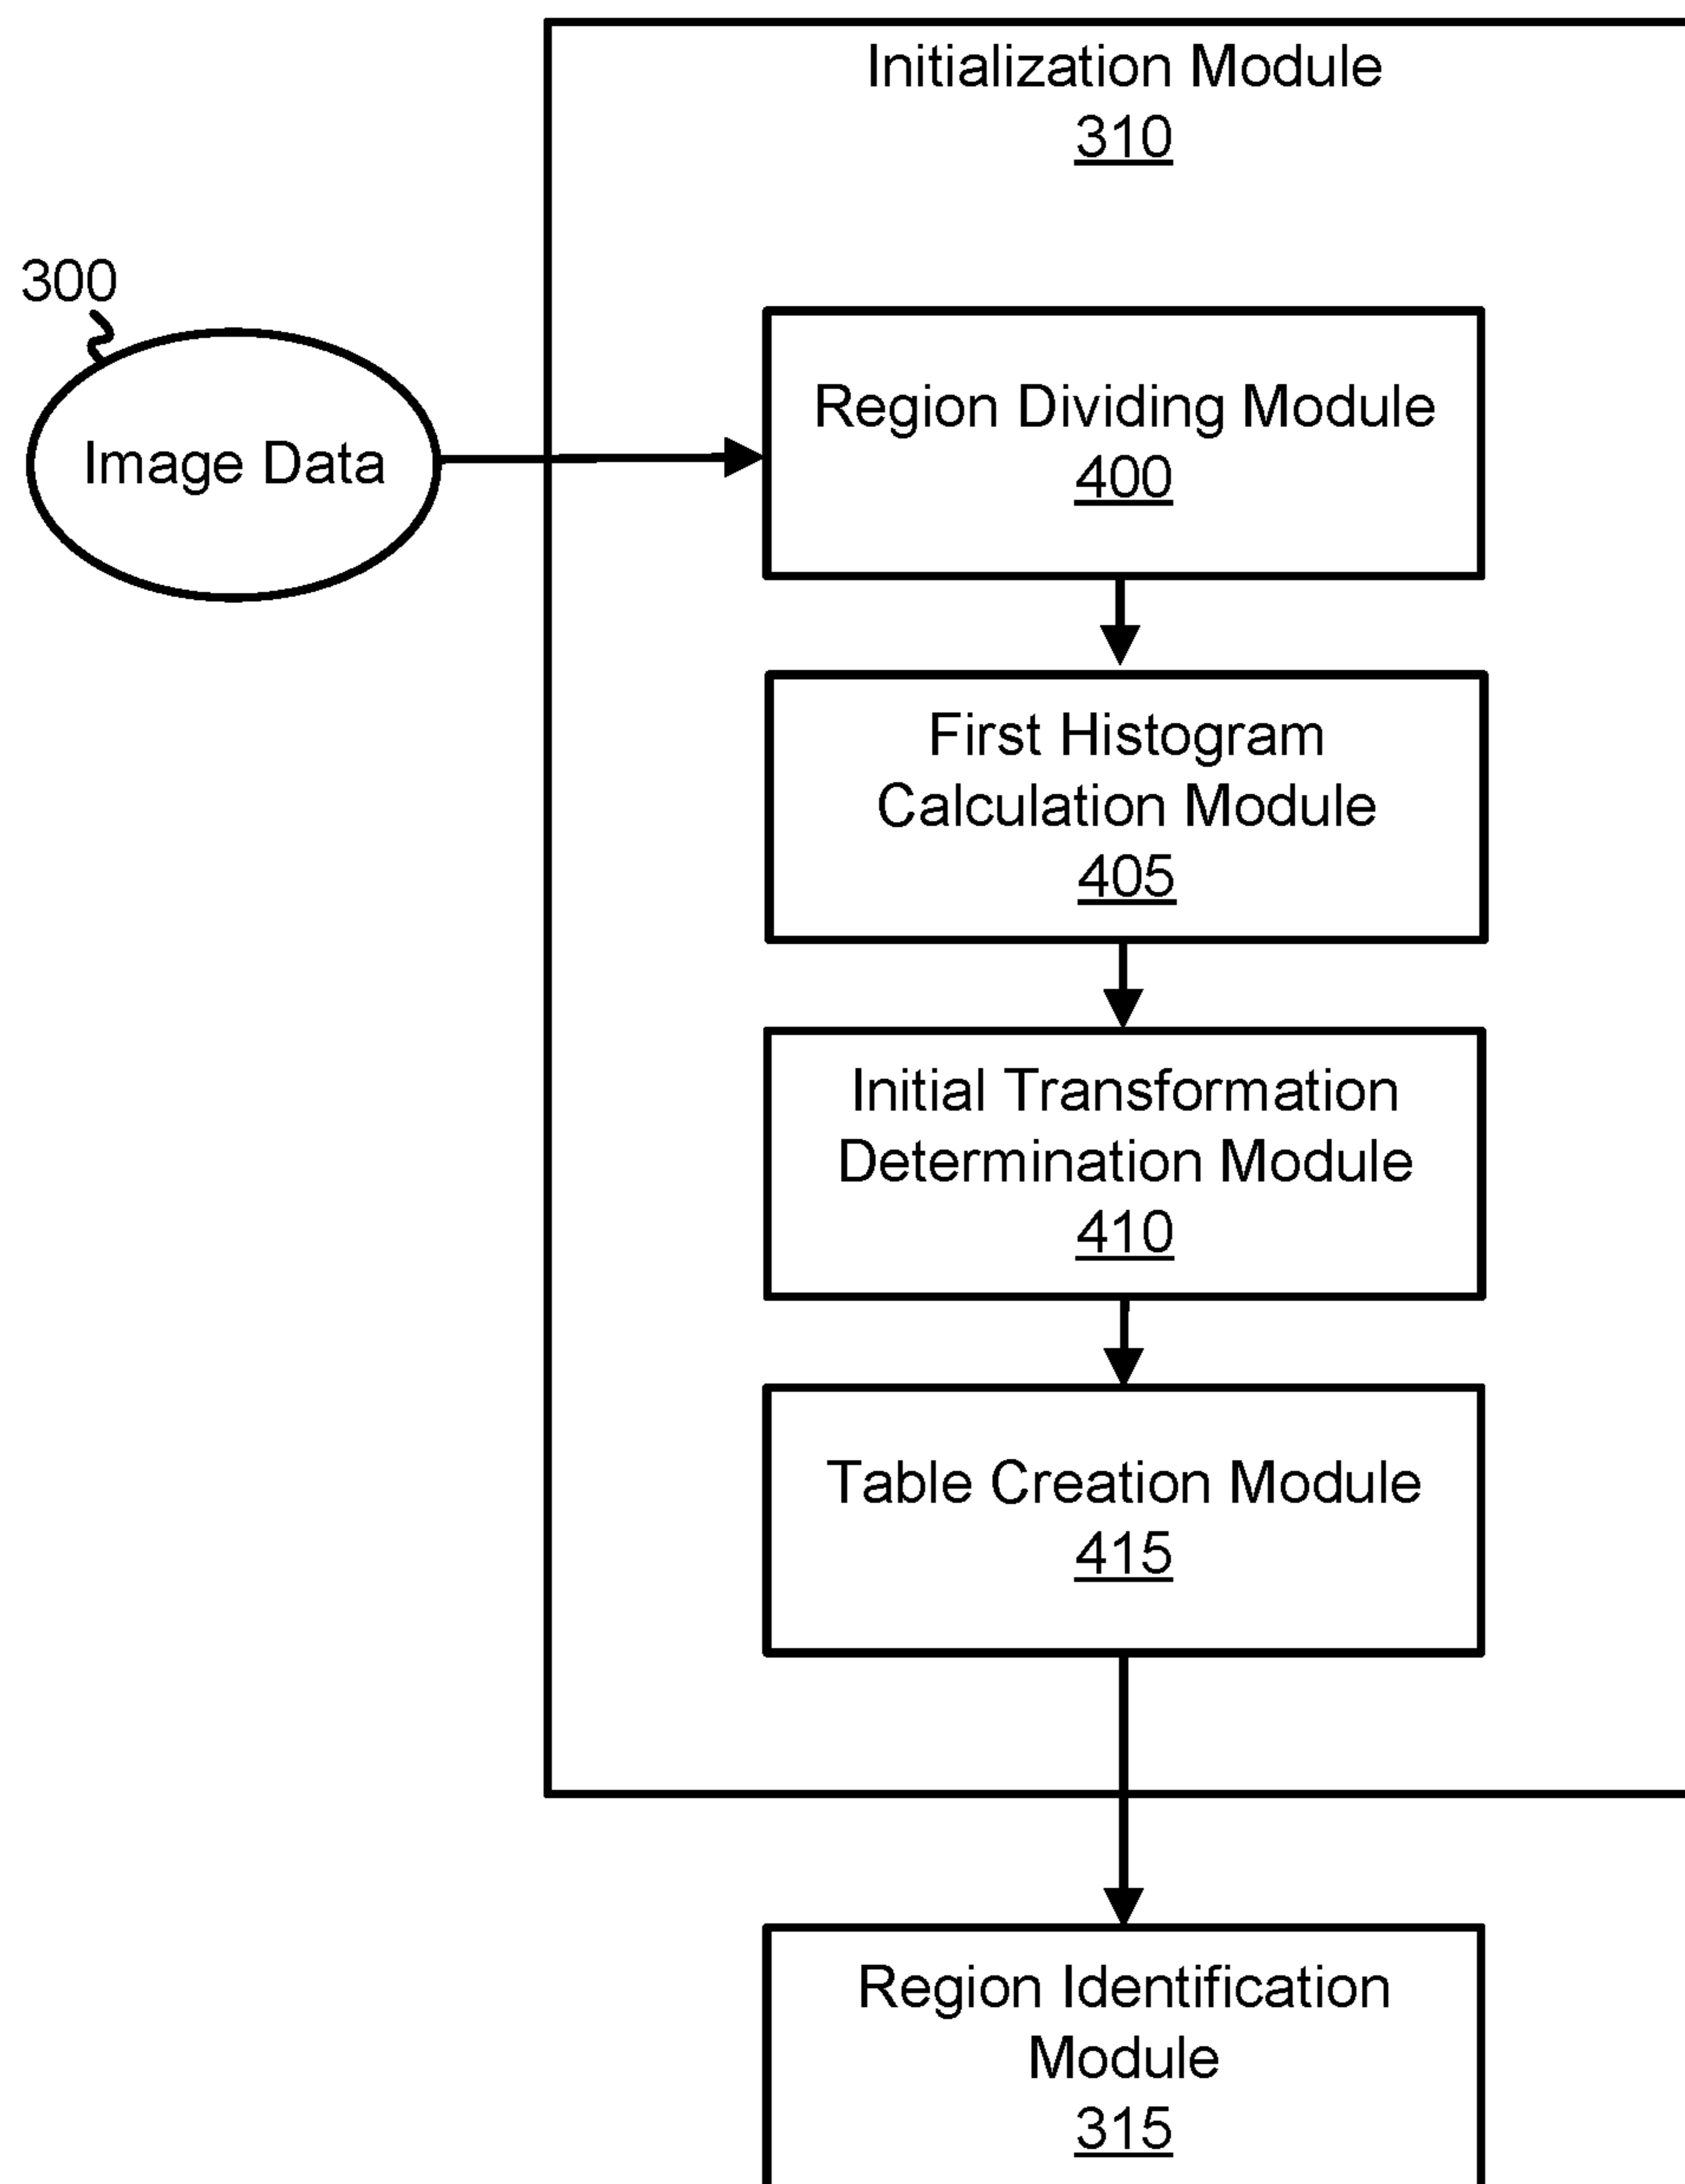 Initialization Module
310
300
Image Data
Region Dividing Module
400
First Histogram
Calculation Module
405
Initial Transformation
Determination Module
410
Table Creation Module
415
Region Identification
Module
315